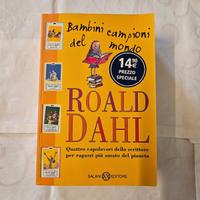 Bambini campioni
del mondo
14,90 €
PREZZO
SPECIALE
ROALD
DAHL
Quattro capolavori dello scrittore
per ragazzi più amato del pianeta
SALANI EDITORE